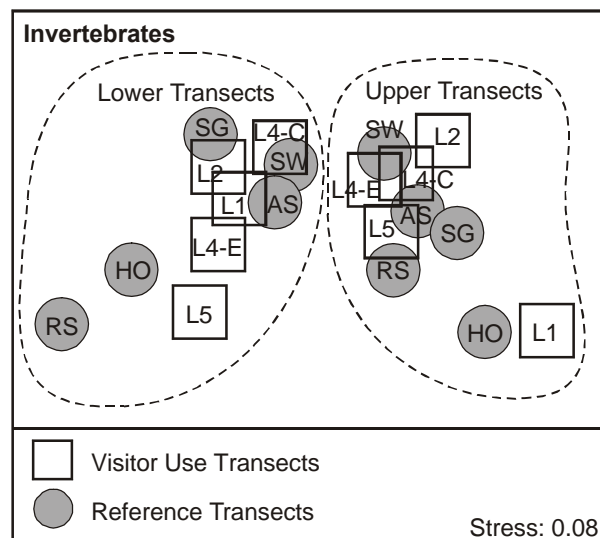 Invertebrates
Lower Transects
Upper Transects
SG
L4-C
L2
SW
L1
AS
L4-E
HO
L5
RS
SW
L2
L4-E
L4-C
AS
L5
SG
RS
HO
L1
Visitor Use Transects
Reference Transects
Stress: 0.08